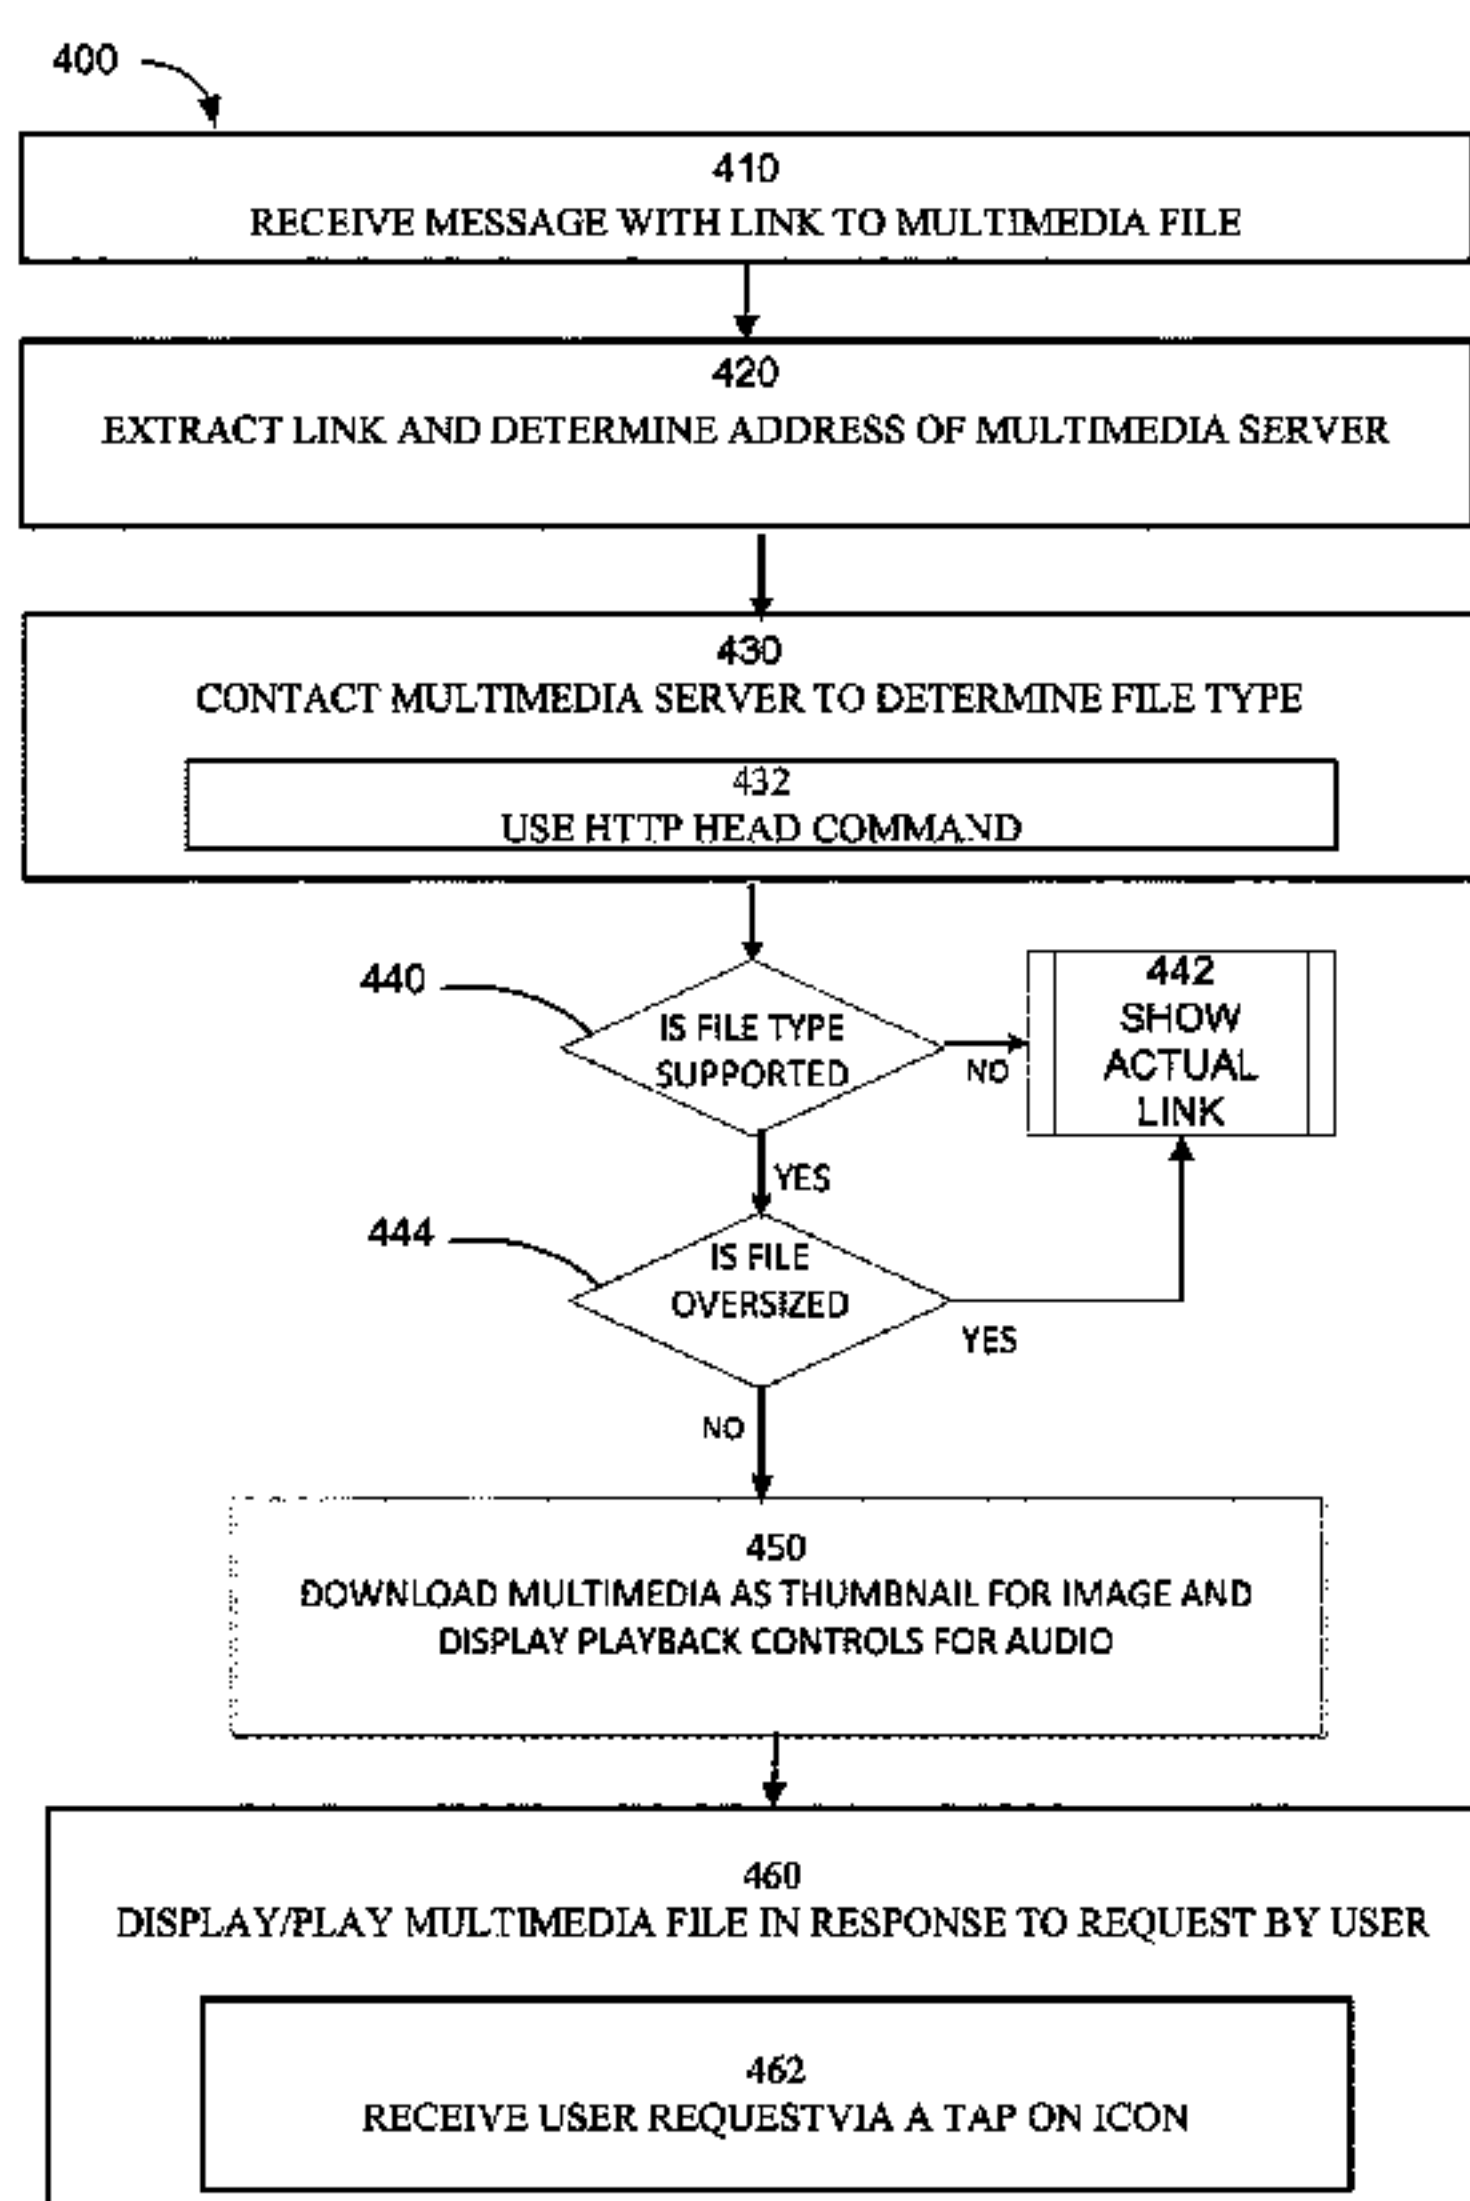 400
410
RECEIVE MESSAGE WITH LINK TO MULTIMEDIA FILE
420
EXTRACT LINK AND DETERMINE ADDRESS OF MULTIMEDIA SERVER
430
CONTACT MULTIMEDIA SERVER TO DETERMINE FILE TYPE
432
USE HTTP HEAD COMMAND
440
IS FILE TYPE
SUPPORTED
NO
442
SHOW
ACTUAL
LINK
YES
444
IS FILE
OVERSIZED
YES
NO
450
DOWNLOAD MULTIMEDIA AS THUMBNAIL FOR IMAGE AND
DISPLAY PLAYBACK CONTROLS FOR AUDIO
460
DISPLAY/PLAY MULTIMEDIA FILE IN RESPONSE TO REQUEST BY USER
462
RECEIVE USER REQUESTVIA A TAP ON ICON